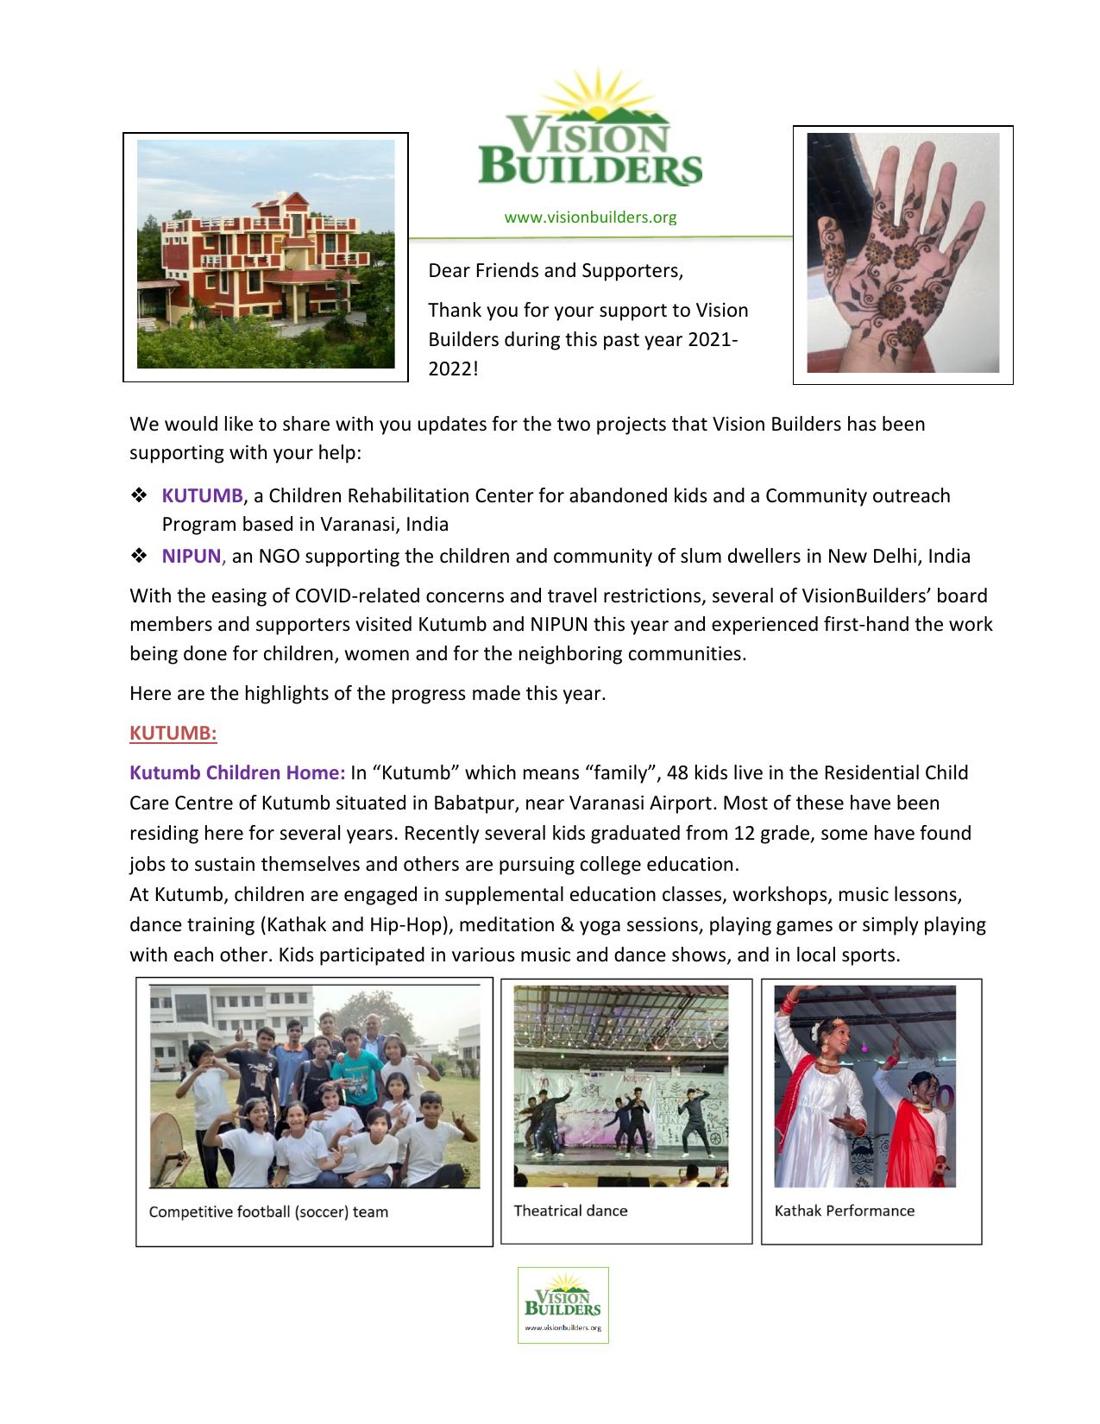 VISION
BUILDERS
www.visionbuilders.org
Dear Friends and Supporters,
Thank you for your support to Vision
Builders during this past year 2021-
2022!
We would like to share with you updates for the two projects that Vision Builders has been
supporting with your help:
❖ KUTUMB, a Children Rehabilitation Center for abandoned kids and a Community outreach
Program based in Varanasi, India
❖ NIPUN, an NGO supporting the children and community of slum dwellers in New Delhi, India
With the easing of COVID-related concerns and travel restrictions, several of VisionBuilders’ board
members and supporters visited Kutumb and NIPUN this year and experienced first-hand the work
being done for children, women and for the neighboring communities.
Here are the highlights of the progress made this year.
KUTUMB:
Kutumb Children Home: In “Kutumb” which means “family”, 48 kids live in the Residential Child
Care Centre of Kutumb situated in Babatpur, near Varanasi Airport. Most of these have been
residing here for several years. Recently several kids graduated from 12 grade, some have found
jobs to sustain themselves and others are pursuing college education.
At Kutumb, children are engaged in supplemental education classes, workshops, music lessons,
dance training (Kathak and Hip-Hop), meditation & yoga sessions, playing games or simply playing
with each other. Kids participated in various music and dance shows, and in local sports.
Competitive football (soccer) team
Theatrical dance
Kathak Performance
VISION
BUILDERS
www.visionbuilders.org